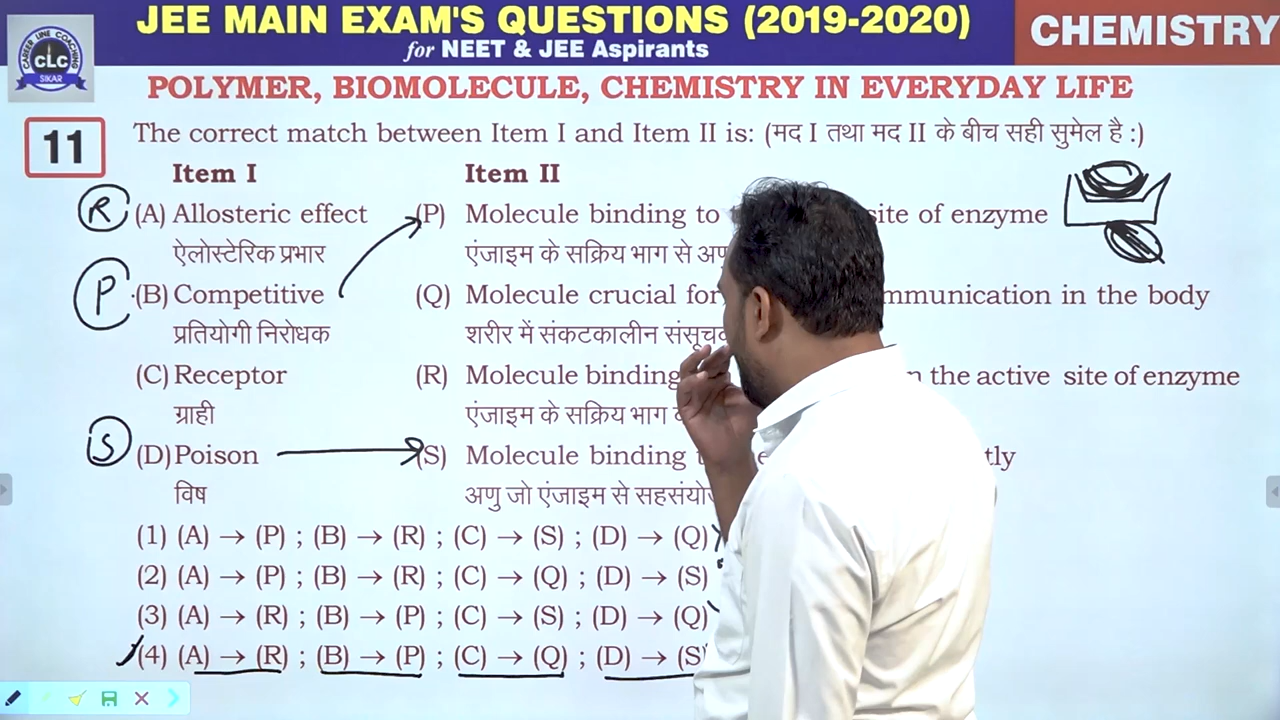 JEE MAIN EXAM'S QUESTIONS (2019-2020)
for NEET & JEE Aspirants
CHEMISTRY
CAREER LINE COACHING
CLC
SIKAR
POLYMER, BIOMOLECULE, CHEMISTRY IN EVERYDAY LIFE
11 The correct match between Item I and Item II is: (मद I तथा मद II के बीच सही सुमेल है :)
Item I Item II
R (A) Allosteric effect (P) Molecule binding to site of enzyme
ऐलोस्टेरिक प्रभार एंजाइम के सक्रिय भाग से
P (B) Competitive (Q) Molecule crucial for communication in the body
प्रतियोगी निरोधक शरीर में संकटकालीन
(C) Receptor (R) Molecule binding the active site of enzyme
ग्राही एंजाइम के सक्रिय भाग
S (D) Poison (S) Molecule binding
विष अणु जो एंजाइम से
(1) (A) → (P) ; (B) → (R) ; (C) → (S) ; (D) → (Q)
(2) (A) → (P) ; (B) → (R) ; (C) → (Q) ; (D) → (S)
(3) (A) → (R) ; (B) → (P) ; (C) → (S) ; (D) → (Q)
(4) (A) → (R) ; (B) → (P) ; (C) → (Q) ; (D) → (S)